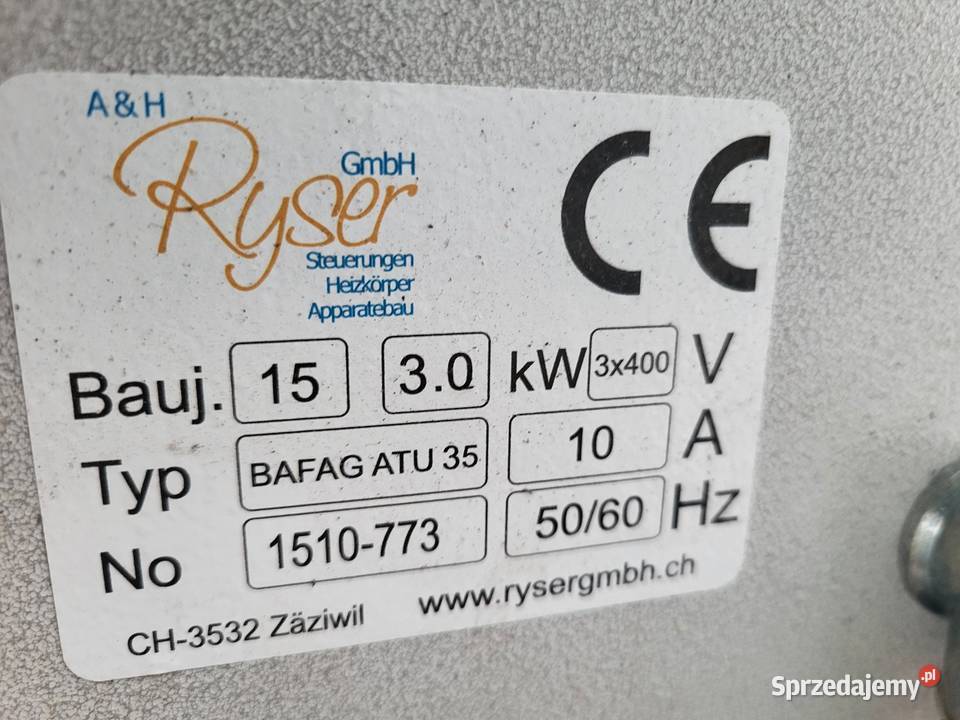 A & H
Ryser GmbH
Steuerungen
Heizkörper
Apparatebau
CE
Bauj. 15 3.0 kW 3x400 V
Typ BAFAG ATU 35 10 A
No 1510-773 50/60 Hz
CH-3532 Zäziwil www.rysergmbh.ch
Sprzedajemy.pl